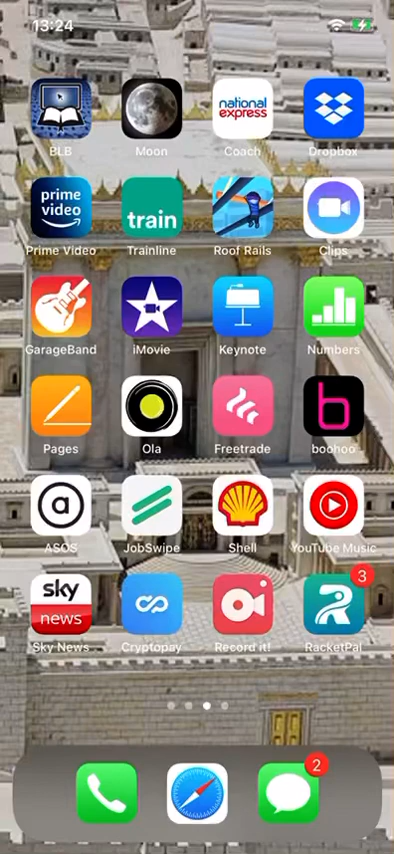 13:24
BLB
Moon
national
express
Coach
Dropbox
prime
video
Prime Video
train
Trainline
Roof Rails
Clips
GarageBand
iMovie
Keynote
Numbers
Pages
Ola
Freetrade
b
boohoo
a
ASOS
JobSwipe
Shell
YouTube Music
sky
news
Sky News
Cryptopay
Record it!
3
RacketPal
2